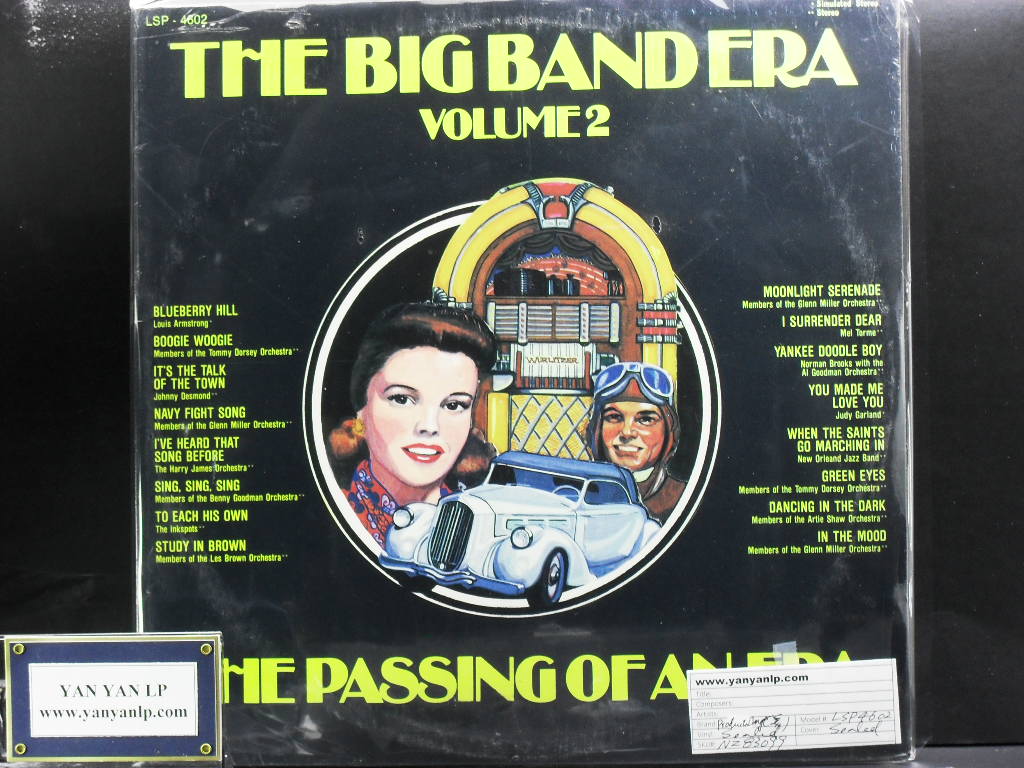 LSP - 4602
Simulated Stereo
** Stereo
THE BIG BAND ERA
VOLUME 2
BLUEBERRY HILL
Louis Armstrong*
BOOGIE WOOGIE
Members of the Tommy Dorsey Orchestra**
IT'S THE TALK
OF THE TOWN
Johnny Desmond**
NAVY FIGHT SONG
Members of the Glenn Miller Orchestra**
I'VE HEARD THAT
SONG BEFORE
The Harry James Orchestra**
SING, SING, SING
Members of the Benny Goodman Orchestra**
TO EACH HIS OWN
The Inkspots**
STUDY IN BROWN
Members of the Les Brown Orchestra**
WURLITZER
MOONLIGHT SERENADE
Members of the Glenn Miller Orchestra**
I SURRENDER DEAR
Mel Torme**
YANKEE DOODLE BOY
Norman Brooks with the
Al Goodman Orchestra**
YOU MADE ME
LOVE YOU
Judy Garland*
WHEN THE SAINTS
GO MARCHING IN
New Orleand Jazz Band**
GREEN EYES
Members of the Tommy Dorsey Orchestra**
DANCING IN THE DARK
Members of the Artie Shaw Orchestra**
IN THE MOOD
Members of the Glenn Miller Orchestra**
THE PASSING OF AN ERA
YAN YAN LP
www.yanyanlp.com
www.yanyanlp.com
Title:
Composers:
Artists:
Brand:
Model #: LSP4602
Vinyl: Sealed
Cover: Sealed
SKU#: NZ83099